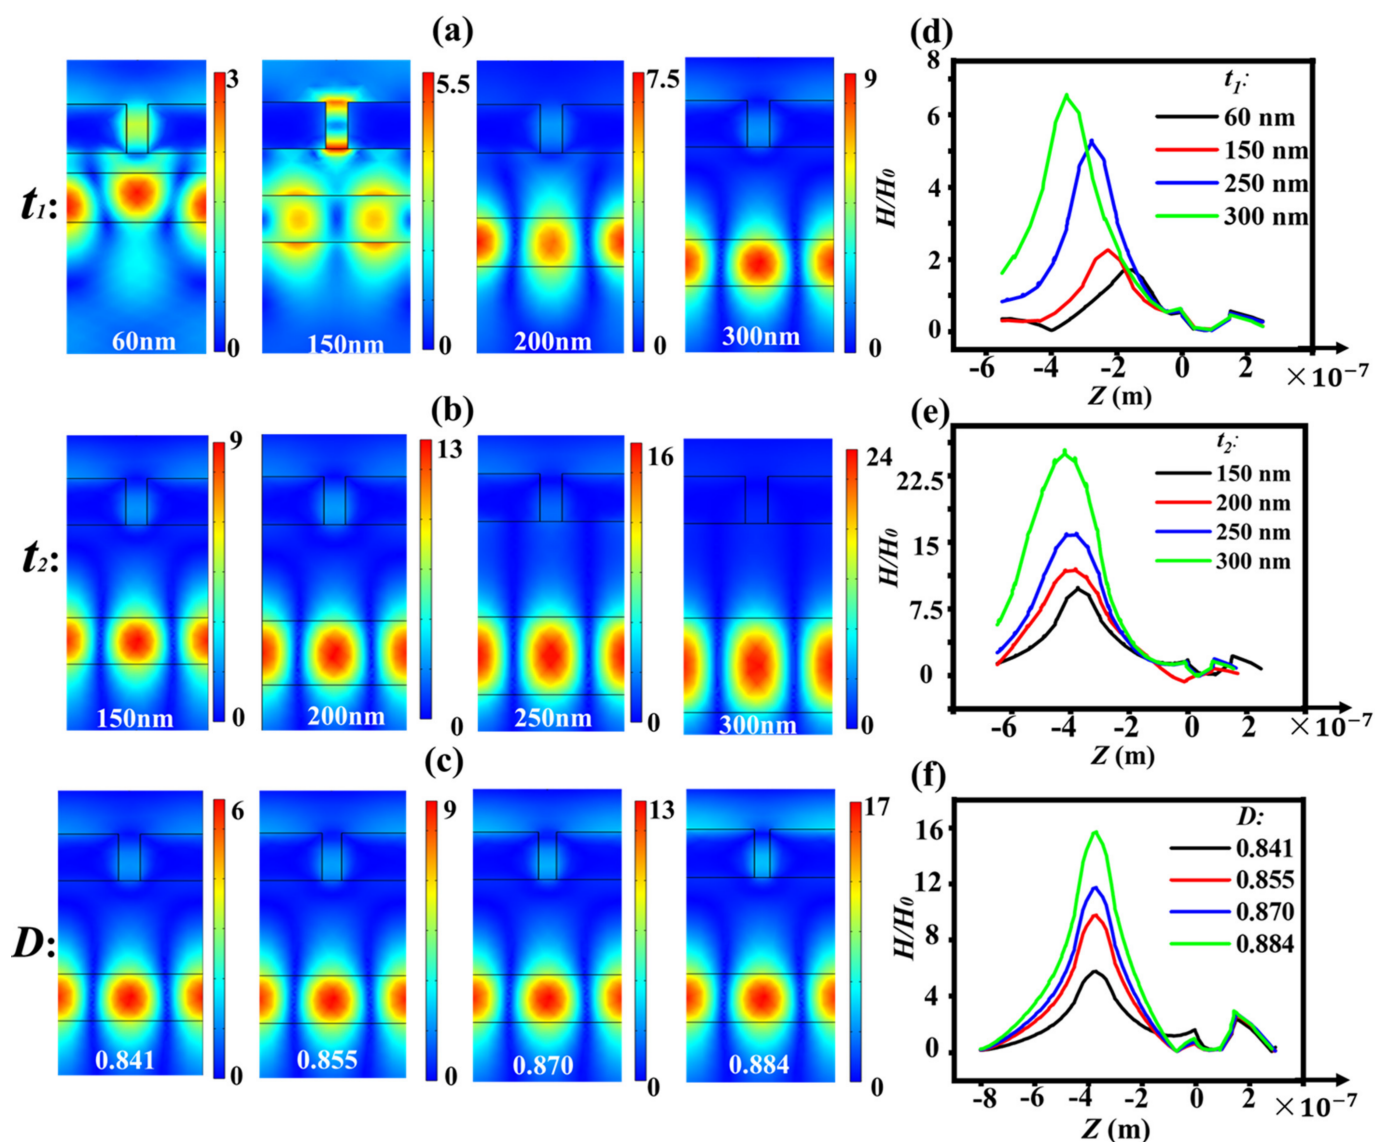 (a)
t1:
3
0
60nm
5.5
0
150nm
7.5
0
200nm
9
0
300nm
(d)
H/H0
8
6
4
2
0
-6 -4 -2 0 2 ×10⁻⁷
Z (m)
t1:
60 nm
150 nm
250 nm
300 nm
(b)
t2:
9
0
150nm
13
0
200nm
16
0
250nm
24
0
300nm
(e)
H/H0
22.5
15
7.5
0
-6 -4 -2 0 2 ×10⁻⁷
Z (m)
t2:
150 nm
200 nm
250 nm
300 nm
(c)
D:
6
0
0.841
9
0
0.855
13
0
0.870
17
0
0.884
(f)
H/H0
16
12
8
4
0
-8 -6 -4 -2 0 2 ×10⁻⁷
Z (m)
D:
0.841
0.855
0.870
0.884